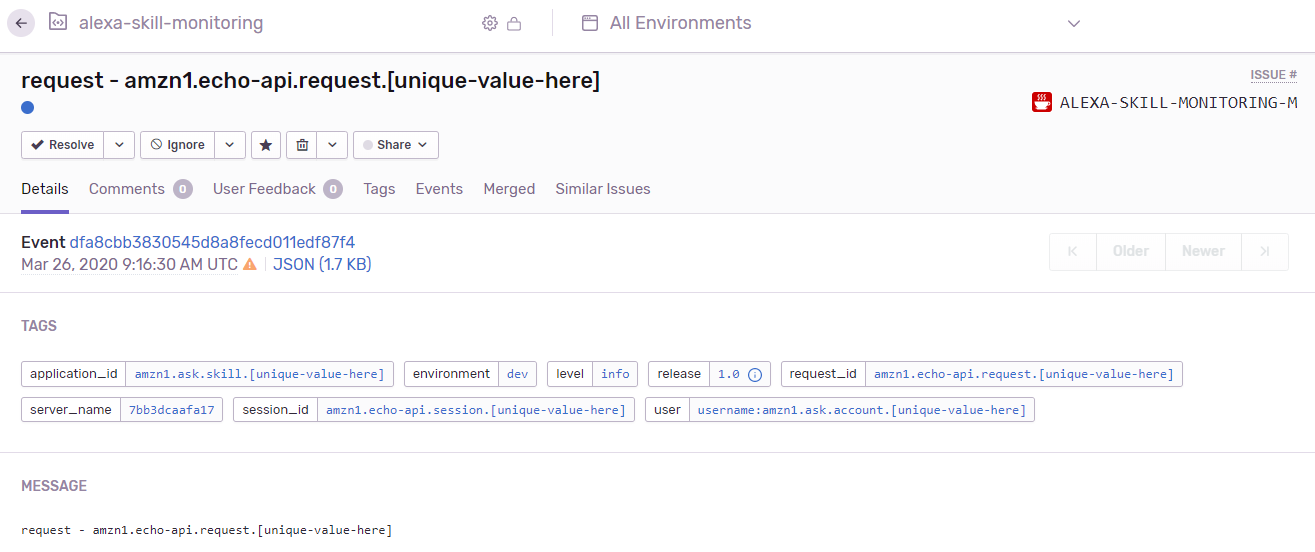 alexa-skill-monitoring All Environments
request - amzn1.echo-api.request.[unique-value-here]
ISSUE #
ALEXA-SKILL-MONITORING-M
Resolve Ignore Share
Details Comments 0 User Feedback 0 Tags Events Merged Similar Issues
Event dfa8cbb3830545d8a8fecd011edf87f4
Mar 26, 2020 9:16:30 AM UTC JSON (1.7 KB)
Older Newer
TAGS
application_id amzn1.ask.skill.[unique-value-here] environment dev level info release 1.0 request_id amzn1.echo-api.request.[unique-value-here]
server_name 7bb3dcaafa17 session_id amzn1.echo-api.session.[unique-value-here] user username:amzn1.ask.account.[unique-value-here]
MESSAGE
request - amzn1.echo-api.request.[unique-value-here]